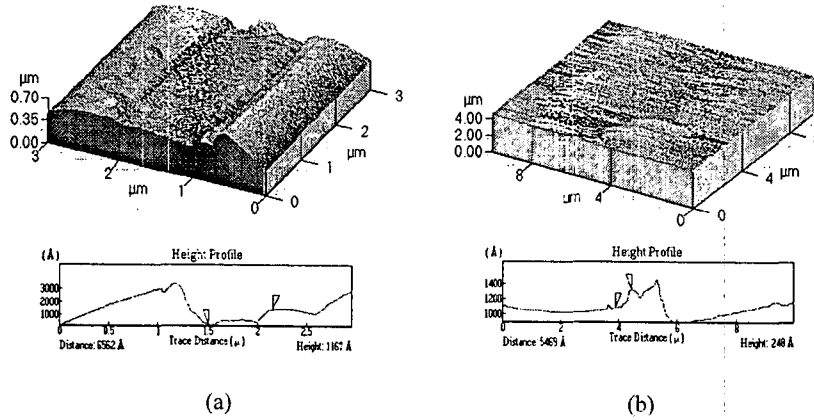 µm
0.70
0.35
0.00
3
2
µm
1
0
0
1
µm
2
3
µm
4.00
2.00
0.00
8
µm
4
0
0
4
µm
Height Profile
(Å)
3000
2000
1000
0
0.5
1
1.5
2
2.5
Distance: 6562 Å
Trace Distance (µ)
Height: 1167 Å
Height Profile
(Å)
1400
1200
1000
0
2
4
6
8
Distance: 5469 Å
Trace Distance (µ)
Height: 248 Å
(a)
(b)